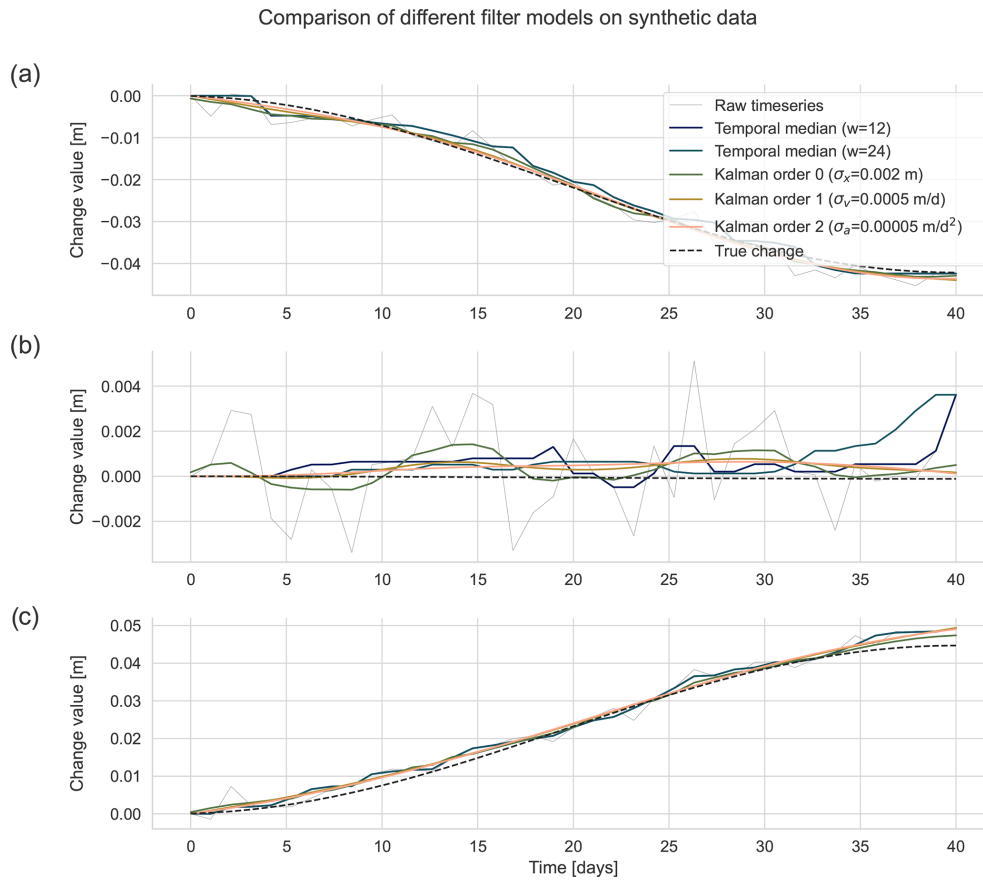 Comparison of different filter models on synthetic data
(a)
Change value [m]
0.00
−0.01
−0.02
−0.03
−0.04
Raw timeseries
Temporal median (w=12)
Temporal median (w=24)
Kalman order 0 (σₓ=0.002 m)
Kalman order 1 (σᵥ=0.0005 m/d)
Kalman order 2 (σₐ=0.00005 m/d²)
True change
0 5 10 15 20 25 30 35 40
(b)
Change value [m]
0.004
0.002
0.000
−0.002
0 5 10 15 20 25 30 35 40
(c)
Change value [m]
0.05
0.04
0.03
0.02
0.01
0.00
0 5 10 15 20 25 30 35 40
Time [days]